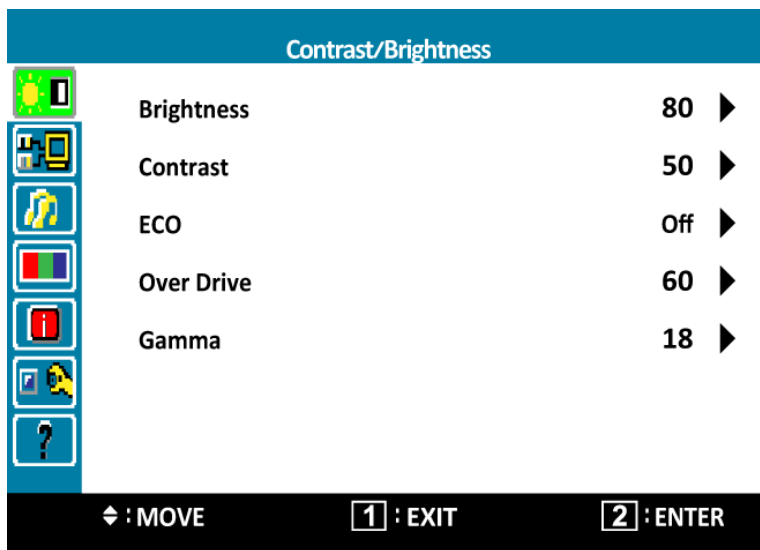 Contrast/Brightness
Brightness 80
Contrast 50
ECO Off
Over Drive 60
Gamma 18
i
?
: MOVE 1 : EXIT 2 : ENTER